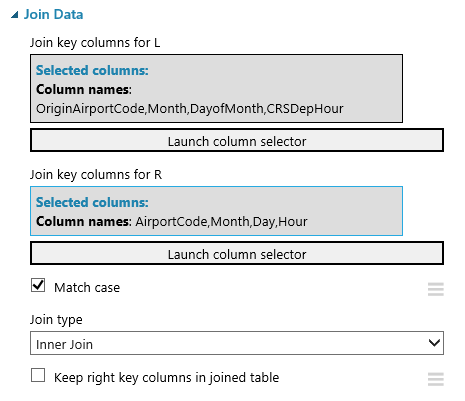 Join Data
Join key columns for L
Selected columns:
Column names:
OriginAirportCode,Month,DayofMonth,CRSDepHour
Launch column selector
Join key columns for R
Selected columns:
Column names: AirportCode,Month,Day,Hour
Launch column selector
Match case
Join type
Inner Join
Keep right key columns in joined table